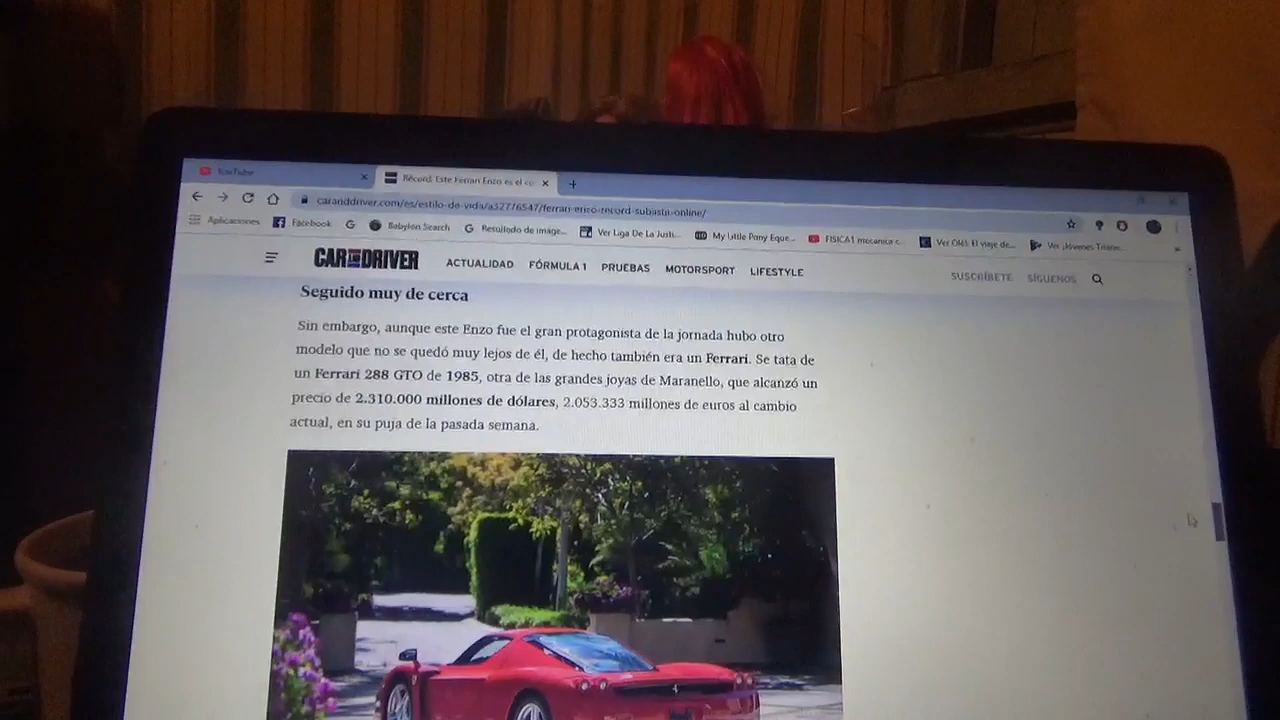 YouTube
Récord: Este Ferrari Enzo es el co
caranddriver.com/es/estilo-de-vida/a32776547/ferrari-enzo-record-subasta-online/
Aplicaciones Facebook Babylon Search Resultado de image... Ver Liga De La Justi... My Little Pony Eque... FISICA1 mecanica c... Ver El viaje de... Ver Jóvenes Titane...
CAR AND DRIVER ACTUALIDAD FÓRMULA 1 PRUEBAS MOTORSPORT LIFESTYLE SUSCRÍBETE SÍGUENOS
Seguido muy de cerca
Sin embargo, aunque este Enzo fue el gran protagonista de la jornada hubo otro
modelo que no se quedó muy lejos de él, de hecho también era un Ferrari. Se tata de
un Ferrari 288 GTO de 1985, otra de las grandes joyas de Maranello, que alcanzó un
precio de 2.310.000 millones de dólares, 2.053.333 millones de euros al cambio
actual, en su puja de la pasada semana.